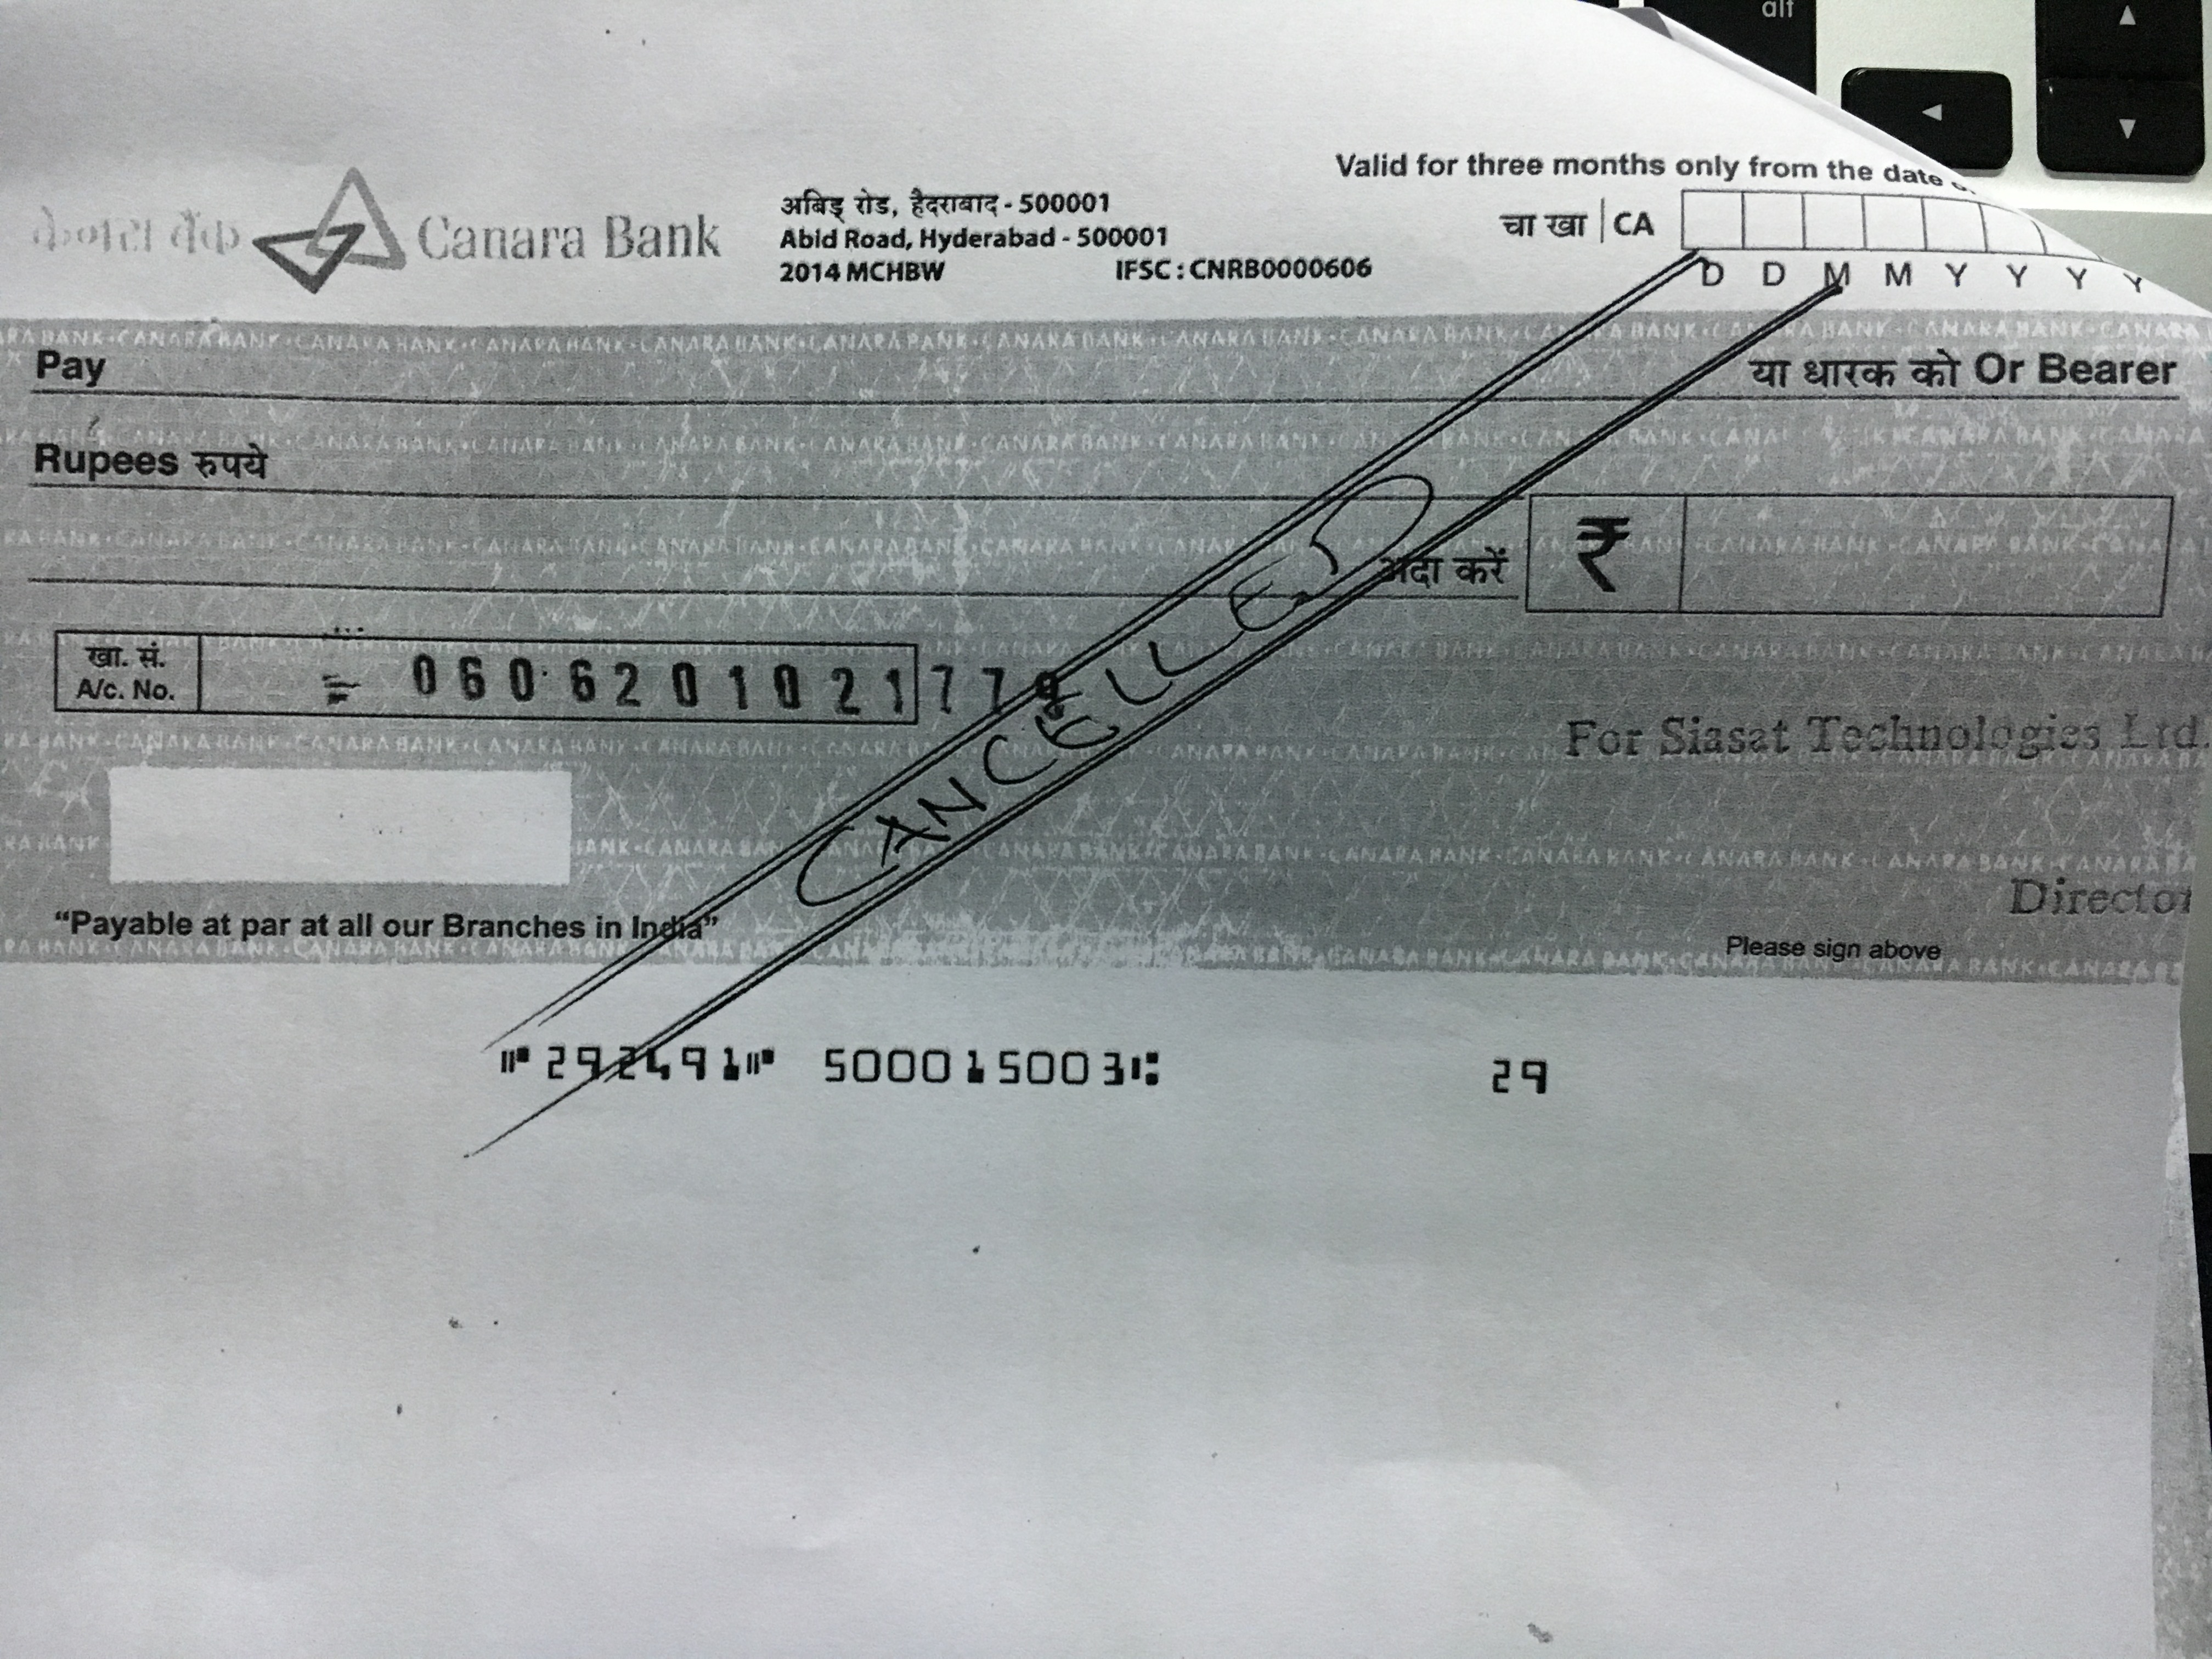 alt
Valid for three months only from the date
केनरा बैंक Canara Bank
अबिड् रोड, हैदराबाद - 500001
Abid Road, Hyderabad - 500001
2014 MCHBW IFSC : CNRB0000606
चा खा | CA
D D M M Y Y Y Y
Pay या धारक को Or Bearer
Rupees रुपये
अदा करें ₹
खा. सं.
A/c. No. 0606201021779
CANCELLED
For Siasat Technologies Ltd.
Director
"Payable at par at all our Branches in India"
Please sign above
⑈292491⑈ 500015003⑆ 29